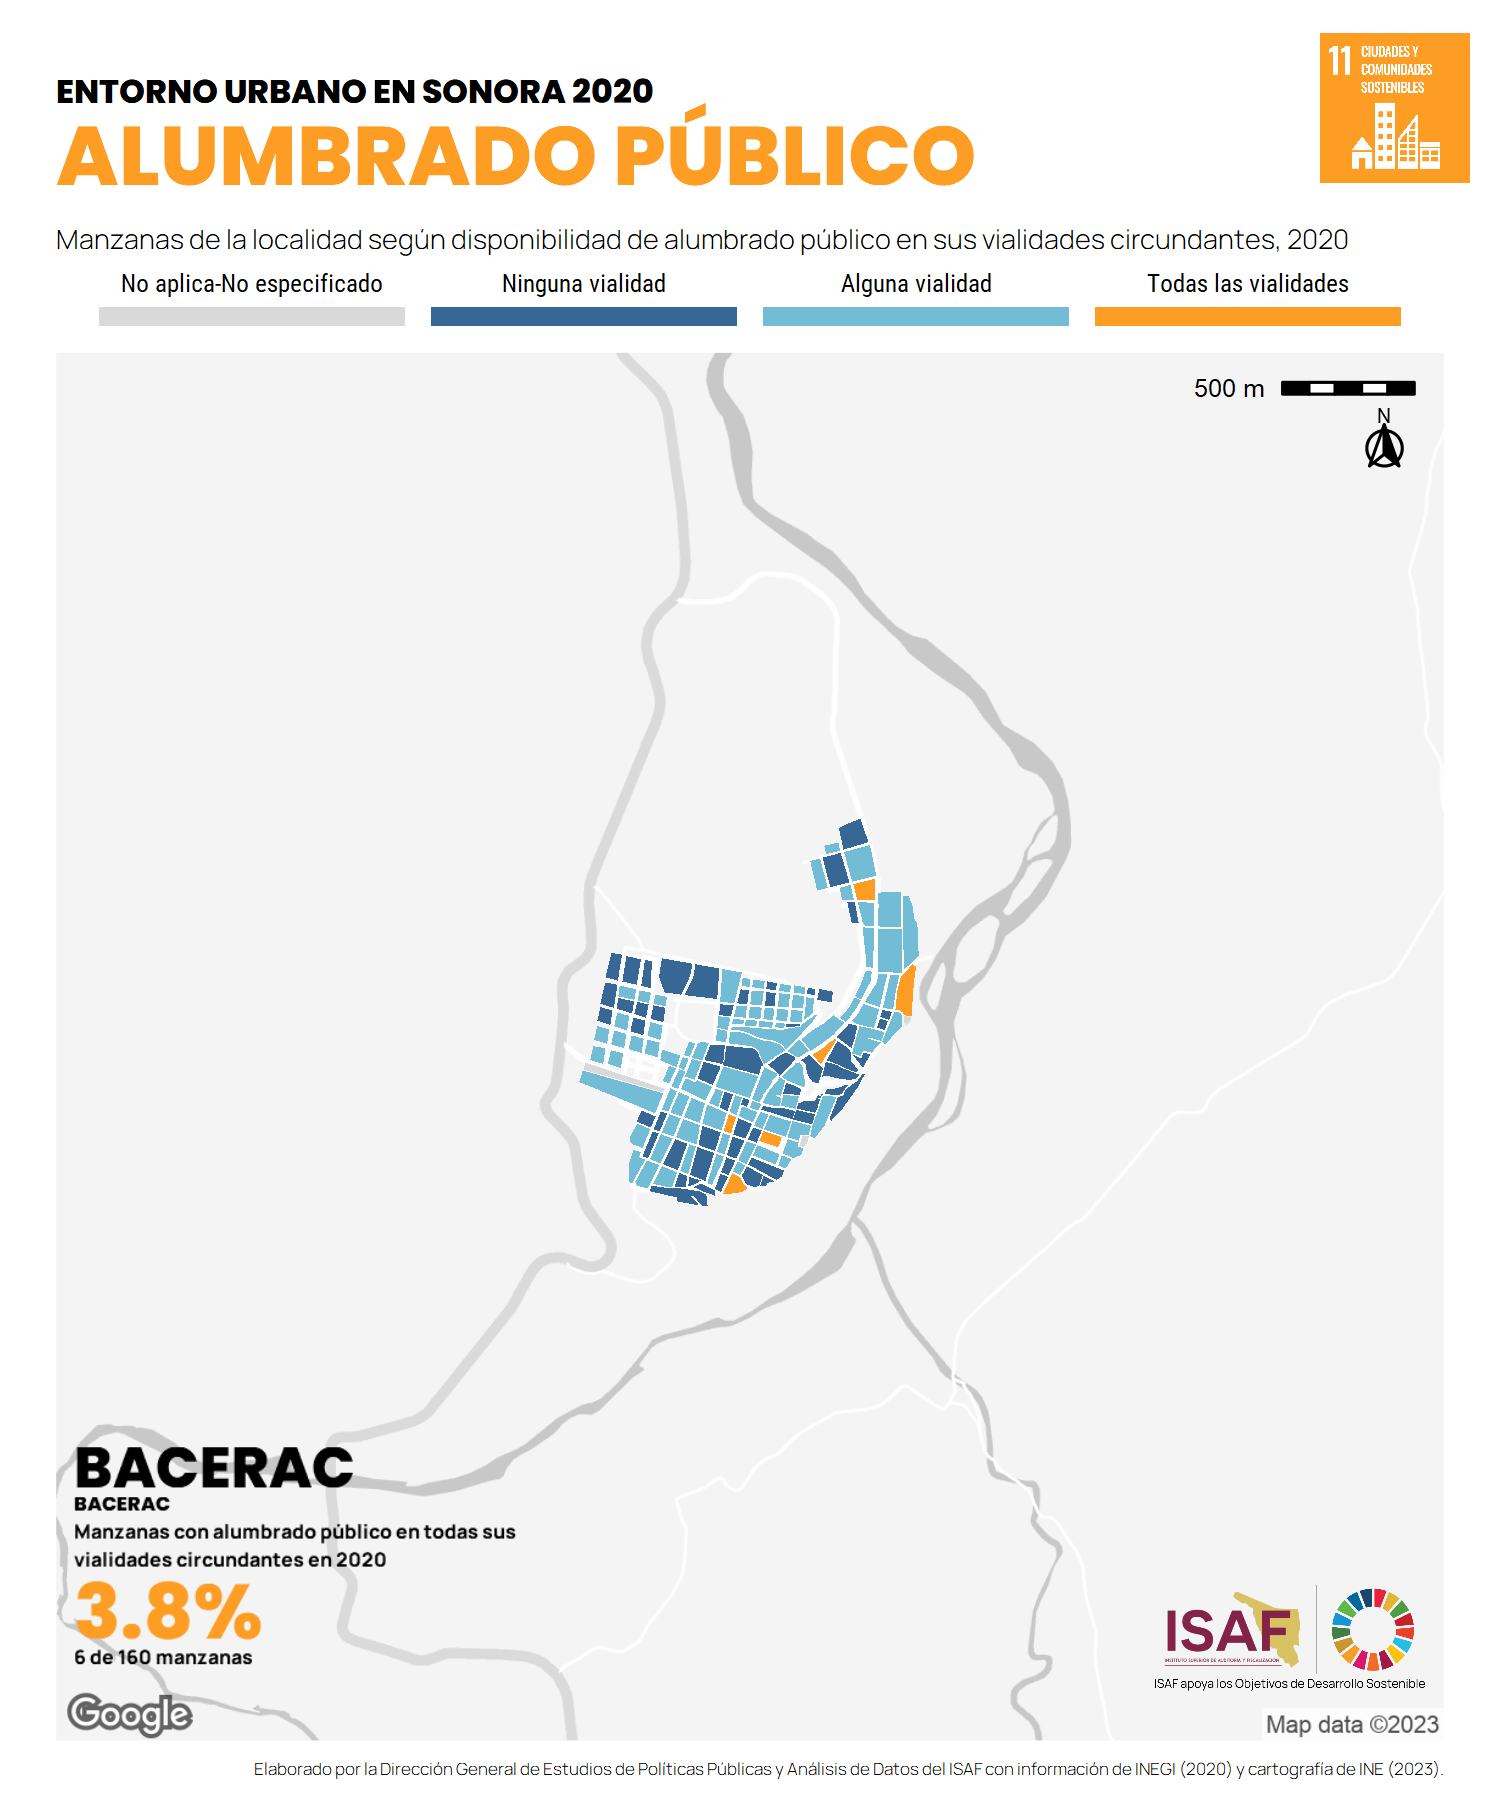 ENTORNO URBANO EN SONORA 2020
ALUMBRADO PÚBLICO
11 CIUDADES Y
COMUNIDADES
SOSTENIBLES
Manzanas de la localidad según disponibilidad de alumbrado público en sus vialidades circundantes, 2020
No aplica-No especificado
Ninguna vialidad
Alguna vialidad
Todas las vialidades
500 m
N
BACERAC
BACERAC
Manzanas con alumbrado público en todas sus
vialidades circundantes en 2020
3.8%
6 de 160 manzanas
Google
ISAF
INSTITUTO SUPERIOR DE AUDITORÍA Y FISCALIZACIÓN
ISAF apoya los Objetivos de Desarrollo Sostenible
Map data ©2023
Elaborado por la Dirección General de Estudios de Políticas Públicas y Análisis de Datos del ISAF con información de INEGI (2020) y cartografía de INE (2023).